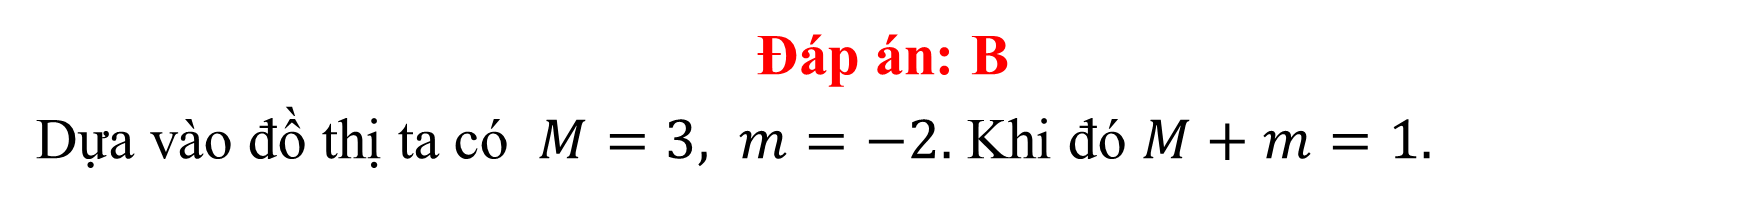 Đáp án: B
Dựa vào đồ thị ta có M = 3, m = −2. Khi đó M + m = 1.